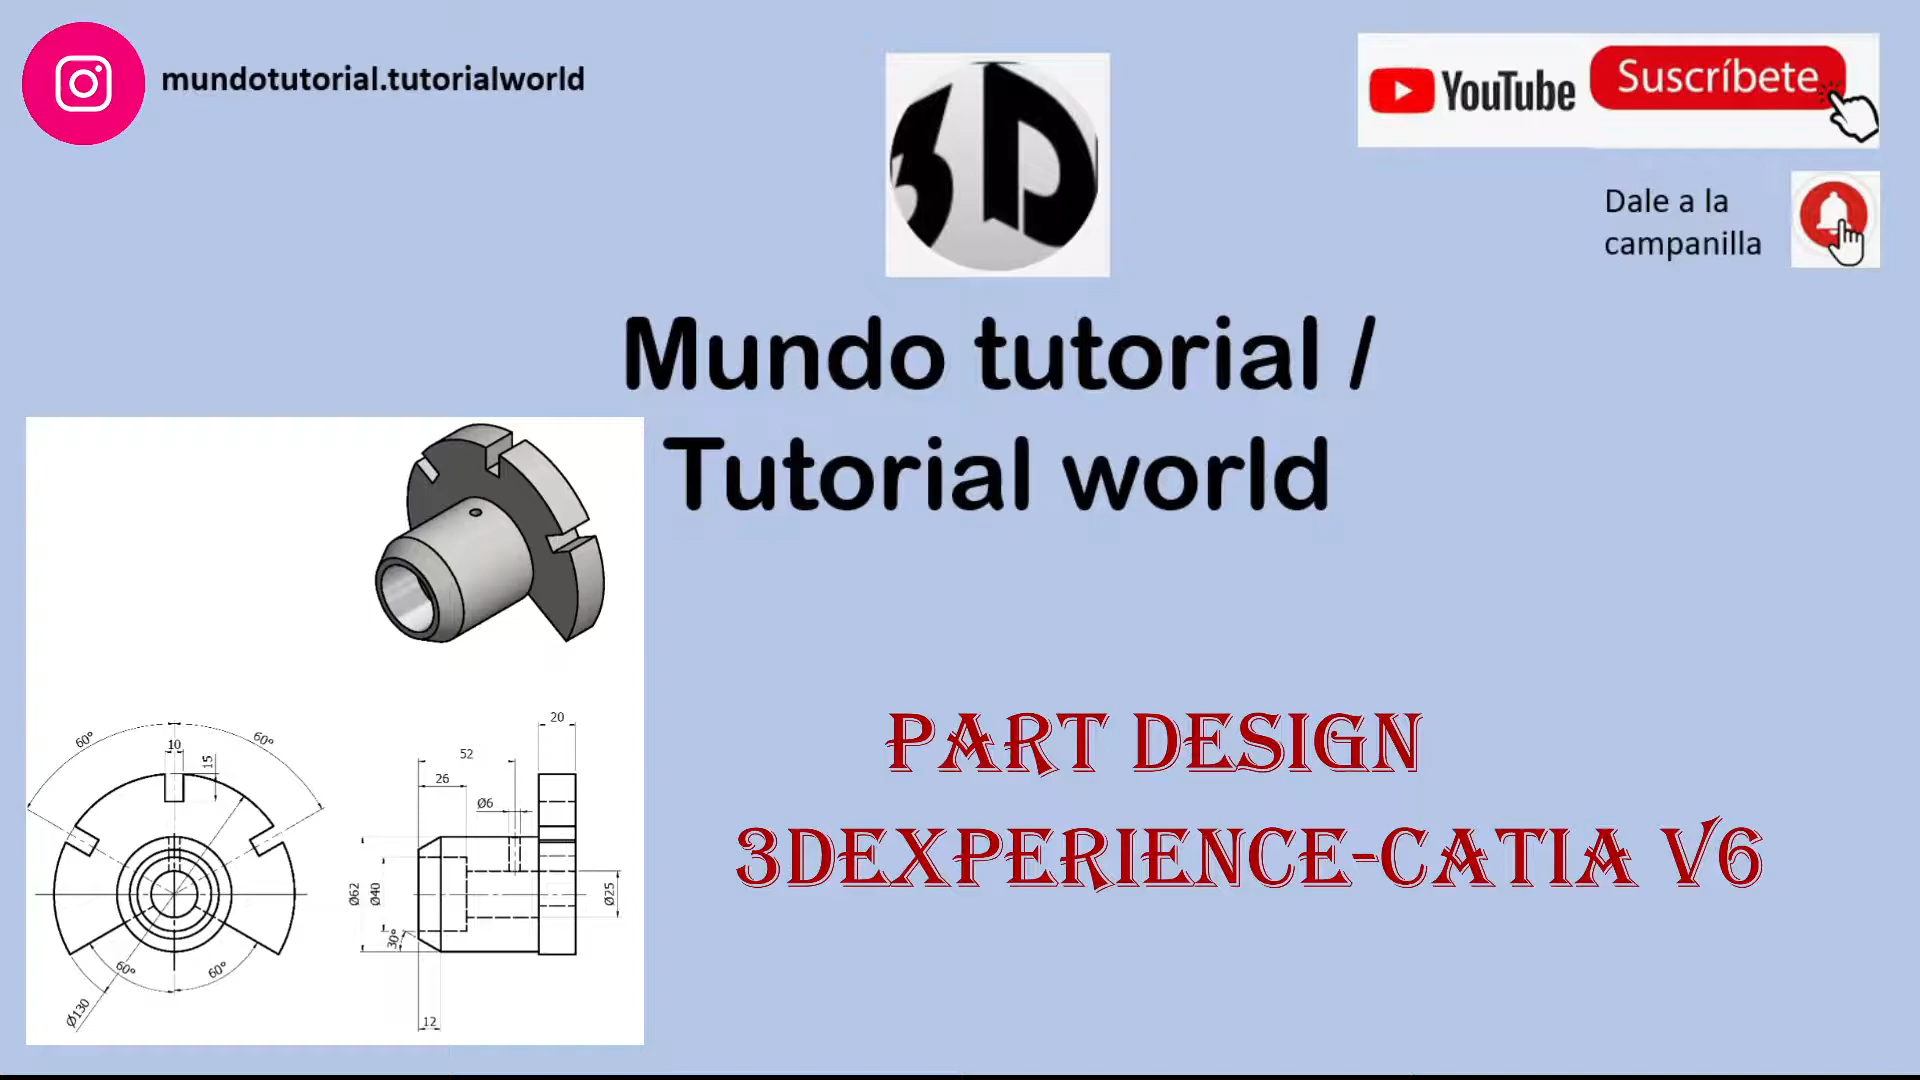 mundotutorial.tutorialworld
3D
YouTube
Suscríbete
Dale a la
campanilla
Mundo tutorial /
Tutorial world
PART DESIGN
3DEXPERIENCE-CATIA V6
60°
10
60°
15
60°
60°
Ø130
20
52
26
Ø6
Ø62
Ø40
30°
Ø25
12